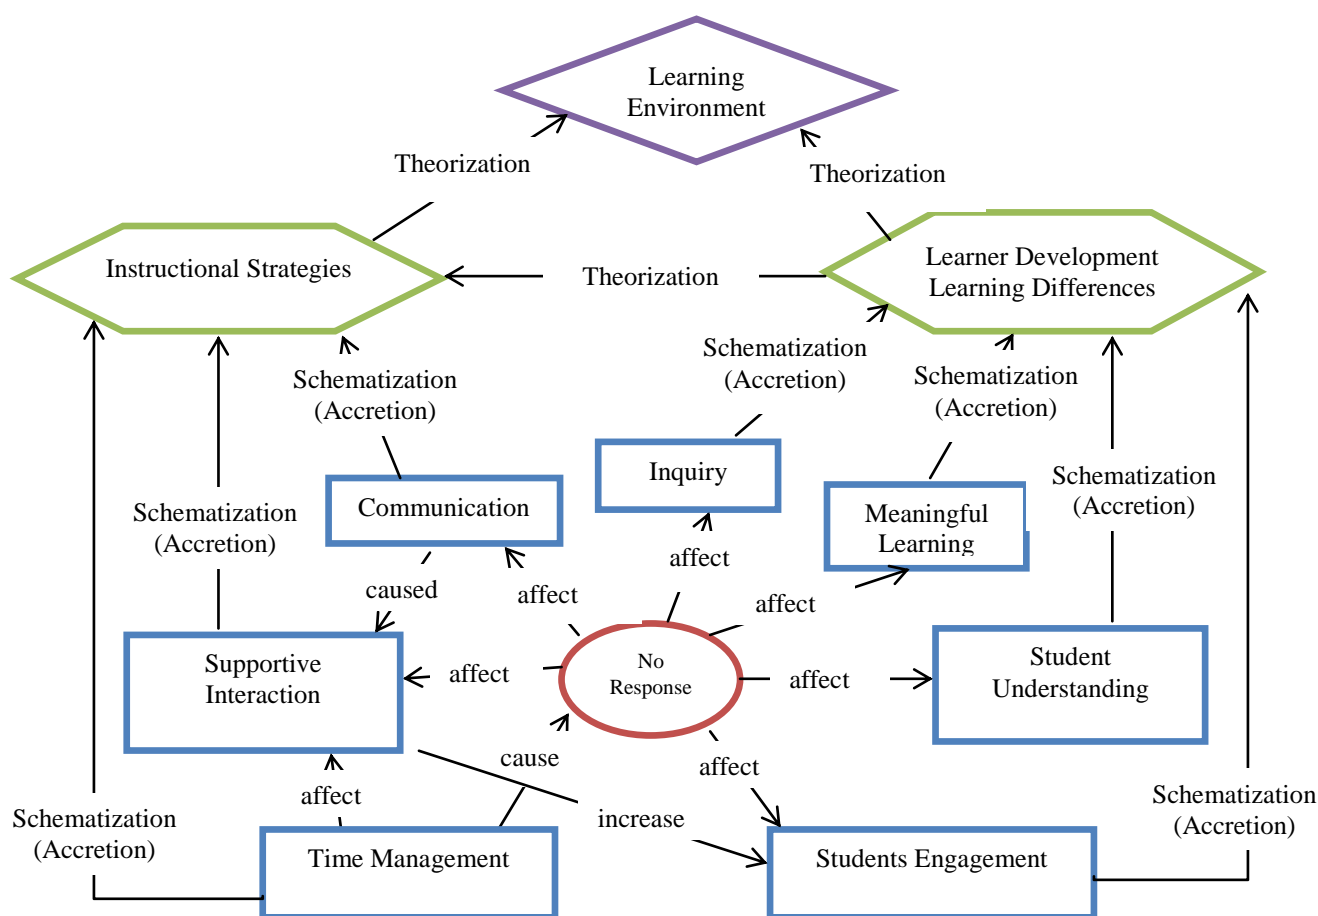 Learning
Environment
Theorization
Theorization
Instructional Strategies
Theorization
Learner Development
Learning Differences
Schematization
(Accretion)
Schematization
(Accretion)
Schematization
(Accretion)
Inquiry
Communication
Meaningful
Learning
Schematization
(Accretion)
Schematization
(Accretion)
caused
affect
affect
affect
Supportive
Interaction
affect
No
Response
affect
Student
Understanding
cause
affect
affect
increase
Schematization
(Accretion)
Schematization
(Accretion)
Time Management
Students Engagement